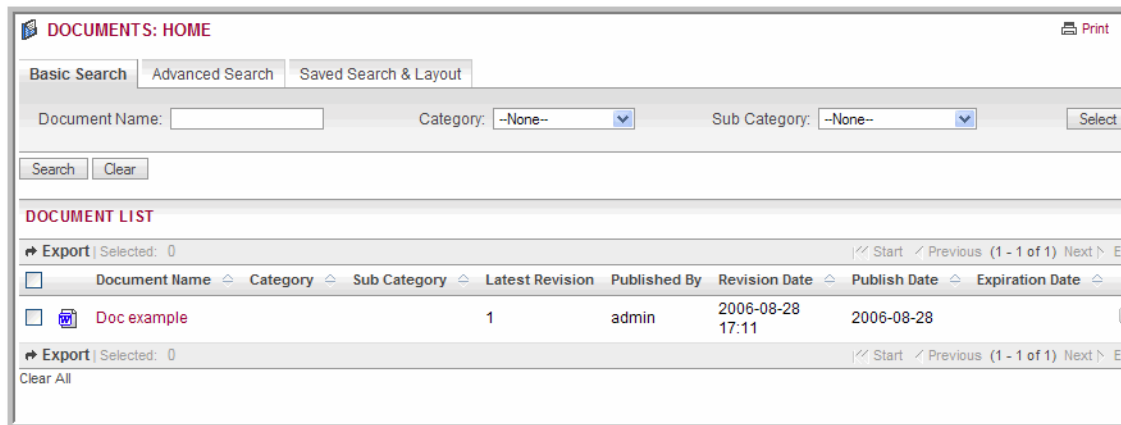 DOCUMENTS: HOME Print
Basic Search Advanced Search Saved Search & Layout
Document Name: Category: --None-- Sub Category: --None-- Select
Search Clear
DOCUMENT LIST
Export | Selected: 0 Start Previous (1 - 1 of 1) Next E
Document Name Category Sub Category Latest Revision Published By Revision Date Publish Date Expiration Date
Doc example 1 admin 2006-08-28 17:11 2006-08-28
Export | Selected: 0 Start Previous (1 - 1 of 1) Next E
Clear All